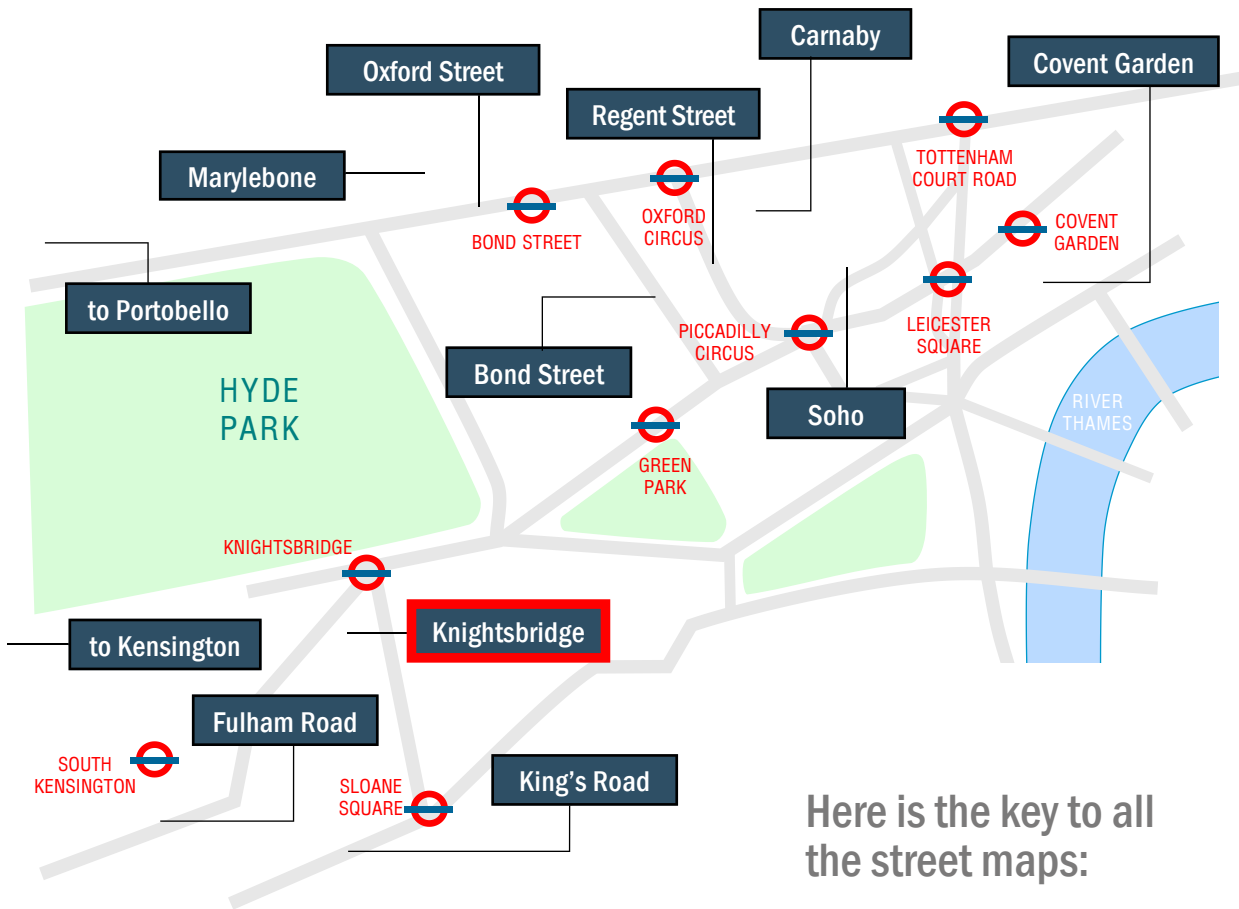 Carnaby
Oxford Street
Covent Garden
Regent Street
Marylebone
TOTTENHAM
COURT ROAD
OXFORD
CIRCUS
BOND STREET
COVENT
GARDEN
to Portobello
PICCADILLY
CIRCUS
LEICESTER
SQUARE
Bond Street
HYDE
PARK
Soho
RIVER
THAMES
GREEN
PARK
KNIGHTSBRIDGE
Knightsbridge
to Kensington
Fulham Road
SOUTH
KENSINGTON
SLOANE
SQUARE
King's Road
Here is the key to all
the street maps: